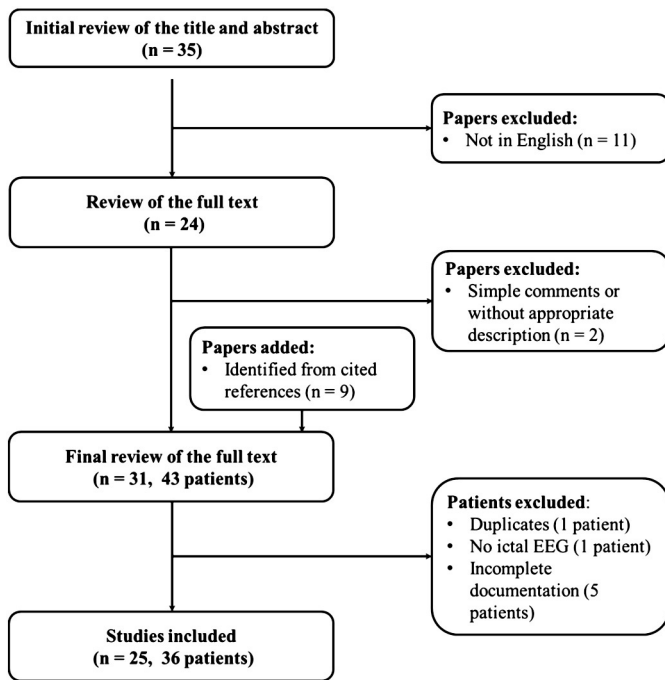 Initial review of the title and abstract
(n = 35)
Papers excluded:
• Not in English (n = 11)
Review of the full text
(n = 24)
Papers excluded:
• Simple comments or
without appropriate
description (n = 2)
Papers added:
• Identified from cited
references (n = 9)
Final review of the full text
(n = 31, 43 patients)
Patients excluded:
• Duplicates (1 patient)
• No ictal EEG (1 patient)
• Incomplete
documentation (5
patients)
Studies included
(n = 25, 36 patients)